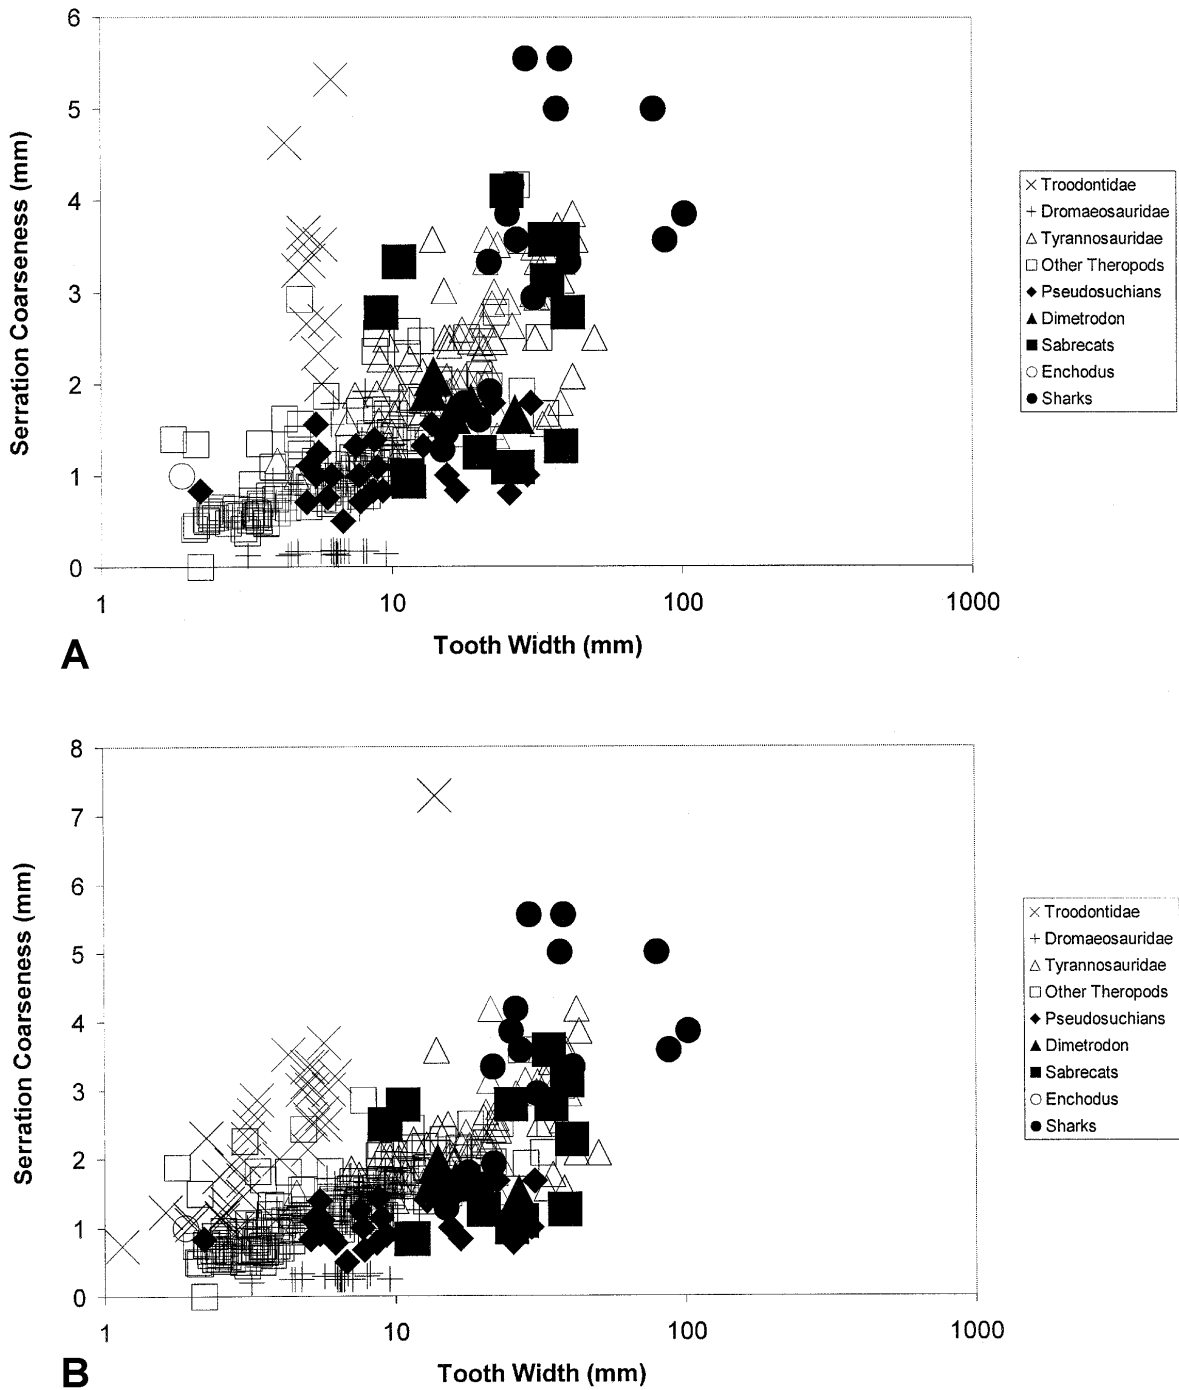 6
5
4
3
2
1
0
Serration Coarseness (mm)
1 10 100 1000
Tooth Width (mm)
A
Troodontidae
Dromaeosauridae
Tyrannosauridae
Other Theropods
Pseudosuchians
Dimetrodon
Sabrecats
Enchodus
Sharks
8
7
6
5
4
3
2
1
0
Serration Coarseness (mm)
1 10 100 1000
Tooth Width (mm)
B
Troodontidae
Dromaeosauridae
Tyrannosauridae
Other Theropods
Pseudosuchians
Dimetrodon
Sabrecats
Enchodus
Sharks